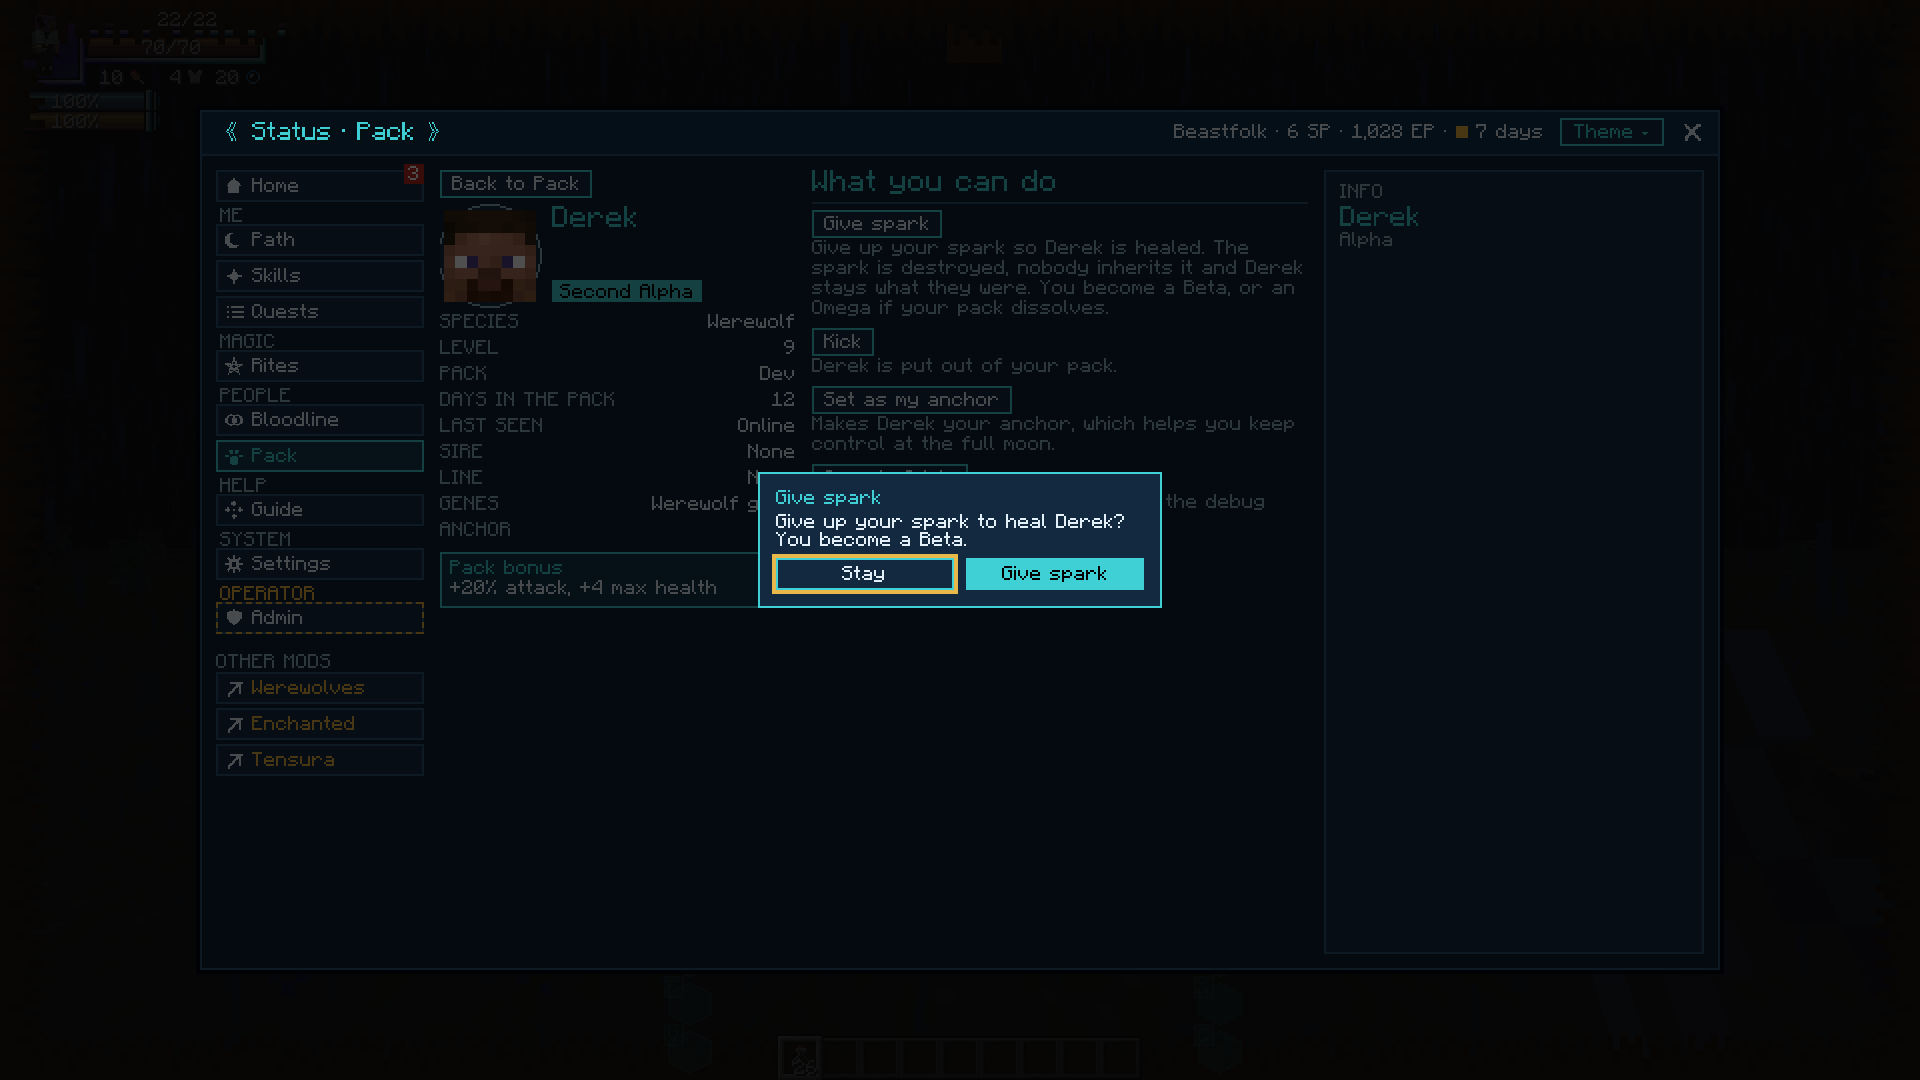 22/22
70/70
10 4 20
100%
100%
《 Status · Pack 》
Beastfolk · 6 SP · 1,028 EP · 7 days
Theme
Home
3
ME
Path
Skills
Quests
MAGIC
Rites
PEOPLE
Bloodline
Pack
HELP
Guide
SYSTEM
Settings
OPERATOR
Admin
OTHER MODS
Werewolves
Enchanted
Tensura
Back to Pack
Derek
Second Alpha
SPECIES Werewolf
LEVEL 9
PACK Dev
DAYS IN THE PACK 12
LAST SEEN Online
SIRE None
LINE
GENES Werewolf
ANCHOR
Pack bonus
+20% attack, +4 max health
What you can do
Give spark
Give up your spark so Derek is healed. The
spark is destroyed, nobody inherits it and Derek
stays what they were. You become a Beta, or an
Omega if your pack dissolves.
Kick
Derek is put out of your pack.
Set as my anchor
Makes Derek your anchor, which helps you keep
control at the full moon.
the debug
Give spark
Give up your spark to heal Derek?
You become a Beta.
Stay
Give spark
INFO
Derek
Alpha
26